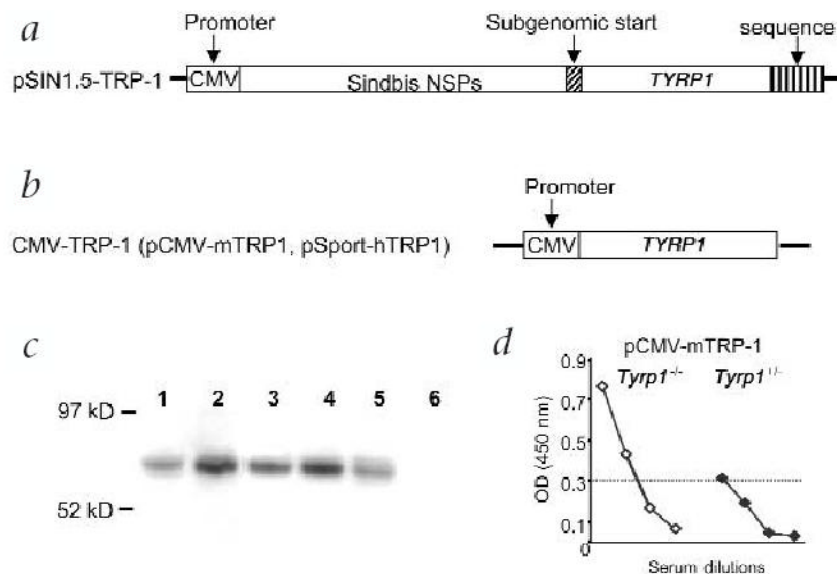 a
Promoter
Subgenomic start
sequence
pSIN1.5-TRP-1
CMV
Sindbis NSPs
TYRP1
b
Promoter
CMV-TRP-1 (pCMV-mTRP1, pSport-hTRP1)
CMV
TYRP1
c
1 2 3 4 5 6
97 kD
52 kD
d
pCMV-mTRP-1
Tyrp1-/-
Tyrp1+/-
0.9
0.7
0.5
0.3
0.1
0
OD (450 nm)
Serum dilutions